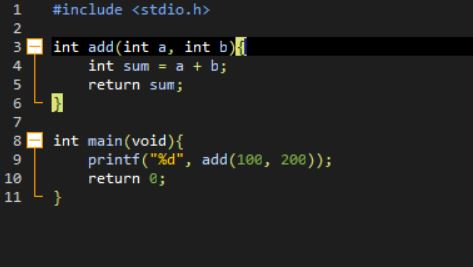 1 #include <stdio.h>
2
3 int add(int a, int b){
4 int sum = a + b;
5 return sum;
6 }
7
8 int main(void){
9 printf("%d", add(100, 200));
10 return 0;
11 }